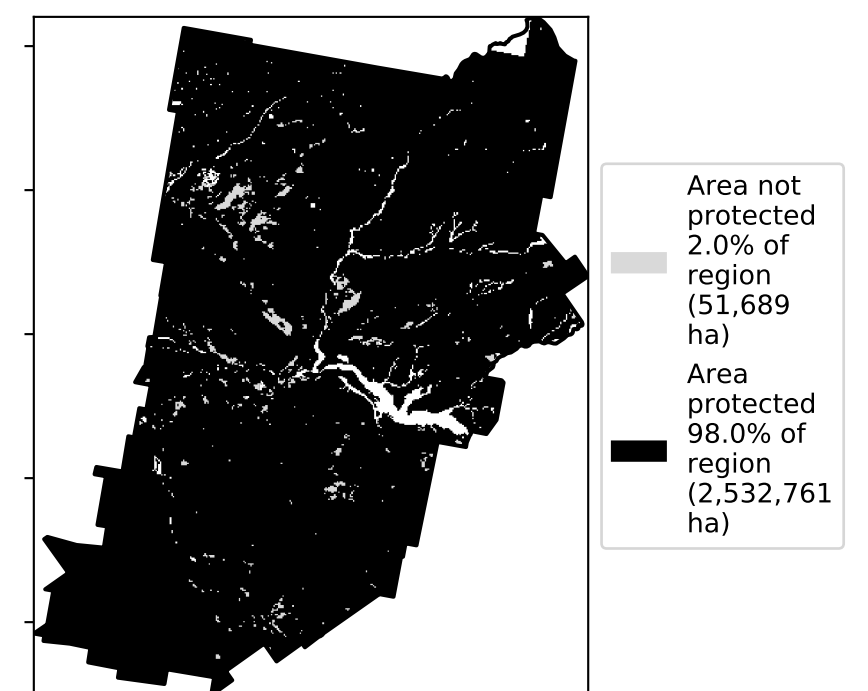 Area not
protected
2.0% of
region
(51,689
ha)
Area
protected
98.0% of
region
(2,532,761
ha)